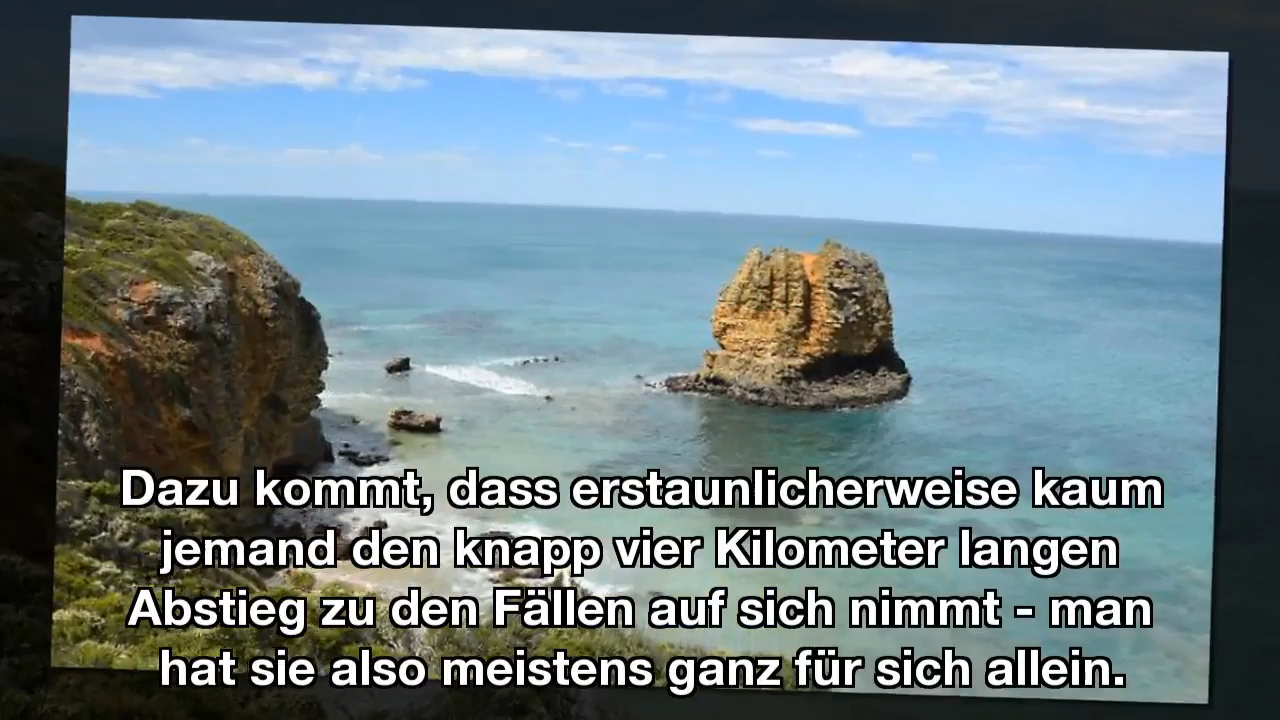 Dazu kommt, dass erstaunlicherweise kaum
jemand den knapp vier Kilometer langen
Abstieg zu den Fällen auf sich nimmt - man
hat sie also meistens ganz für sich allein.